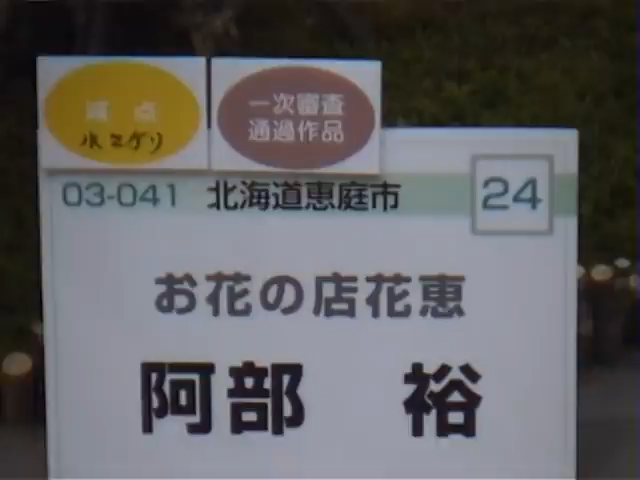 減点
水ミゲリ
一次審査
通過作品
03-041 北海道恵庭市 24
お花の店花恵
阿部 裕